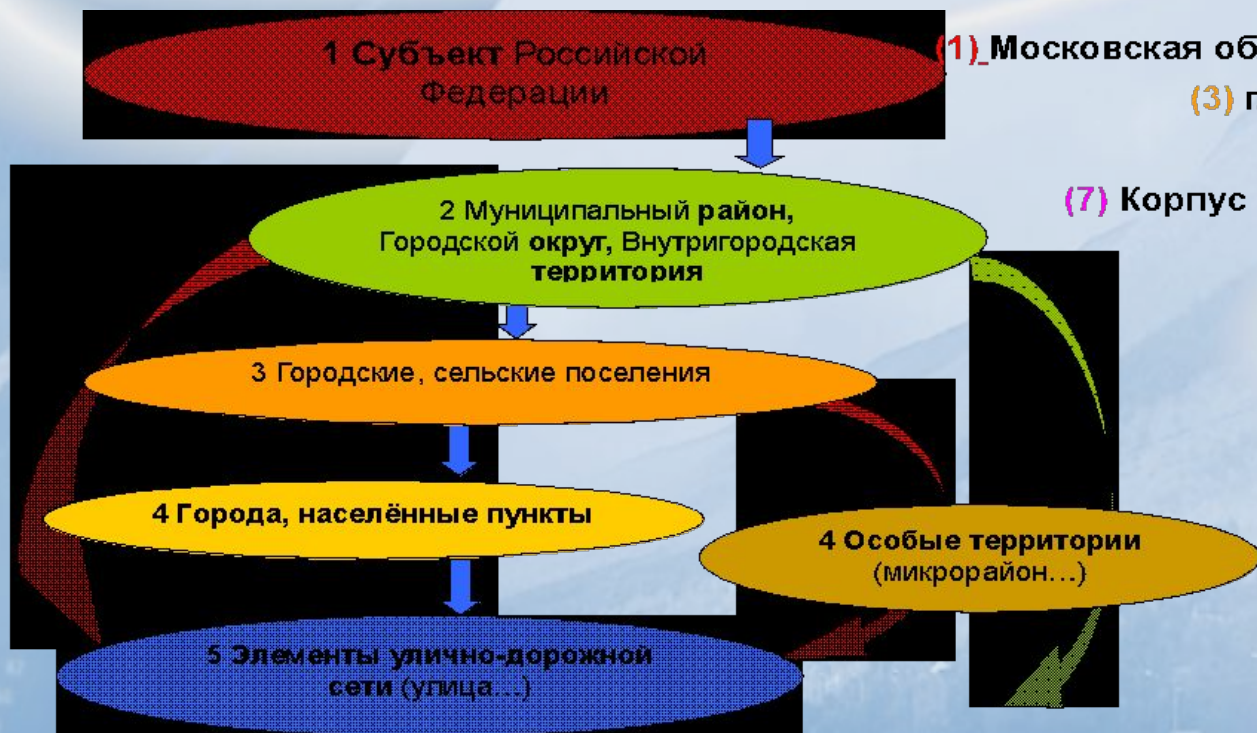 1 Субъект Российской
Федерации
(1) Московская об
(3) г
2 Муниципальный район,
Городской округ, Внутригородская
территория
(7) Корпус
3 Городские, сельские поселения
4 Города, населённые пункты
4 Особые территории
(микрорайон...)
5 Элементы улично-дорожной
сети (улица...)